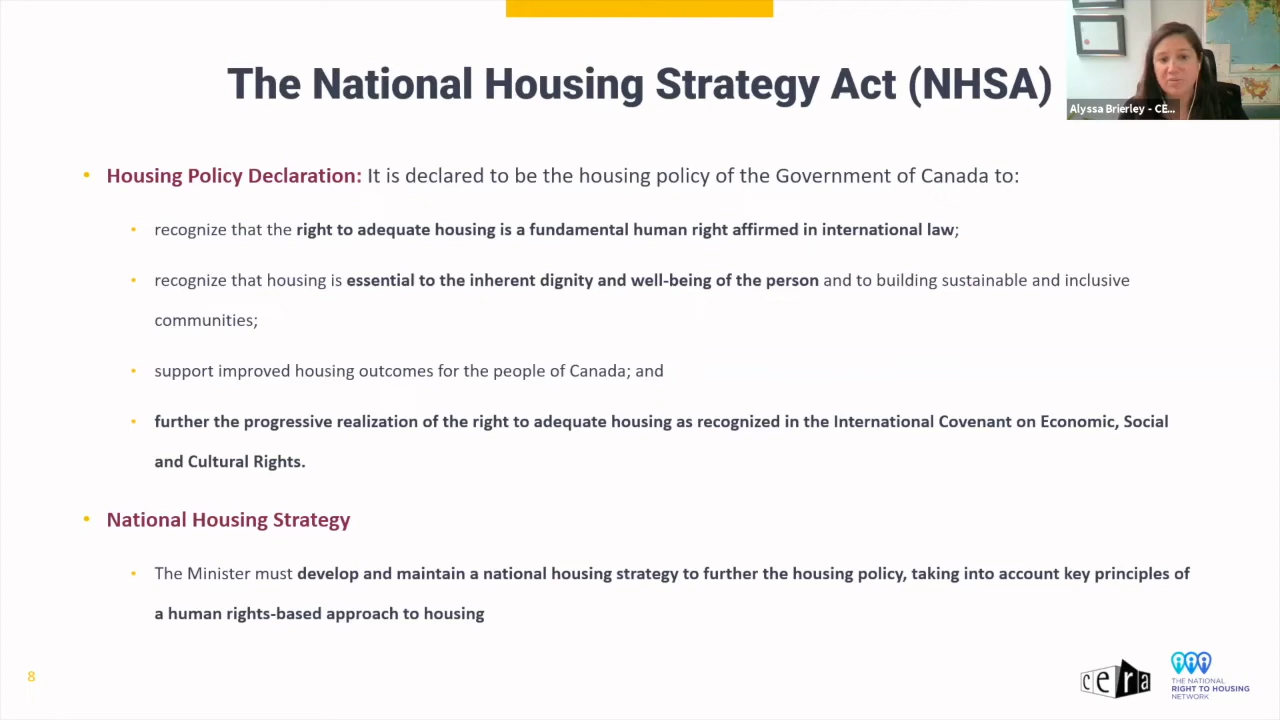 The National Housing Strategy Act (NHSA)
Alyssa Brierley - CE...
• Housing Policy Declaration: It is declared to be the housing policy of the Government of Canada to:
• recognize that the right to adequate housing is a fundamental human right affirmed in international law;
• recognize that housing is essential to the inherent dignity and well-being of the person and to building sustainable and inclusive
communities;
• support improved housing outcomes for the people of Canada; and
• further the progressive realization of the right to adequate housing as recognized in the International Covenant on Economic, Social
and Cultural Rights.
• National Housing Strategy
• The Minister must develop and maintain a national housing strategy to further the housing policy, taking into account key principles of
a human rights-based approach to housing
8
cera
THE NATIONAL
RIGHT TO HOUSING
NETWORK